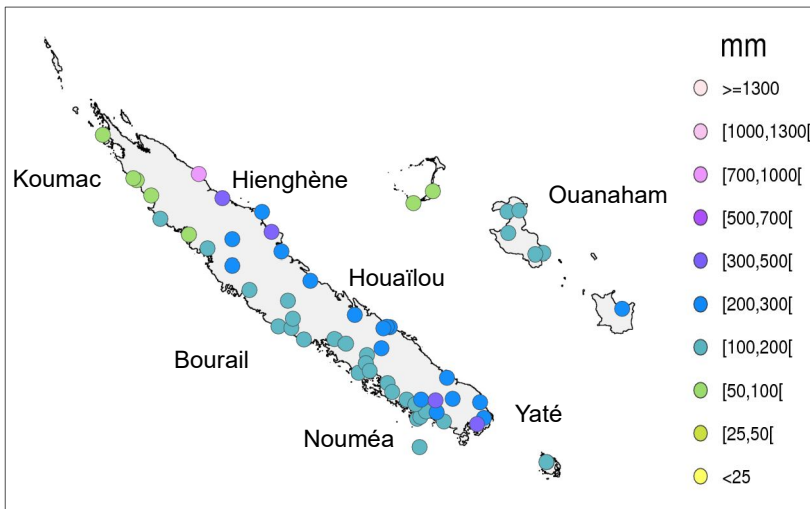 mm
>=1300
[1000,1300[
[700,1000[
[500,700[
[300,500[
[200,300[
[100,200[
[50,100[
[25,50[
<25
Koumac
Hienghène
Ouanaham
Houaïlou
Bourail
Yaté
Nouméa